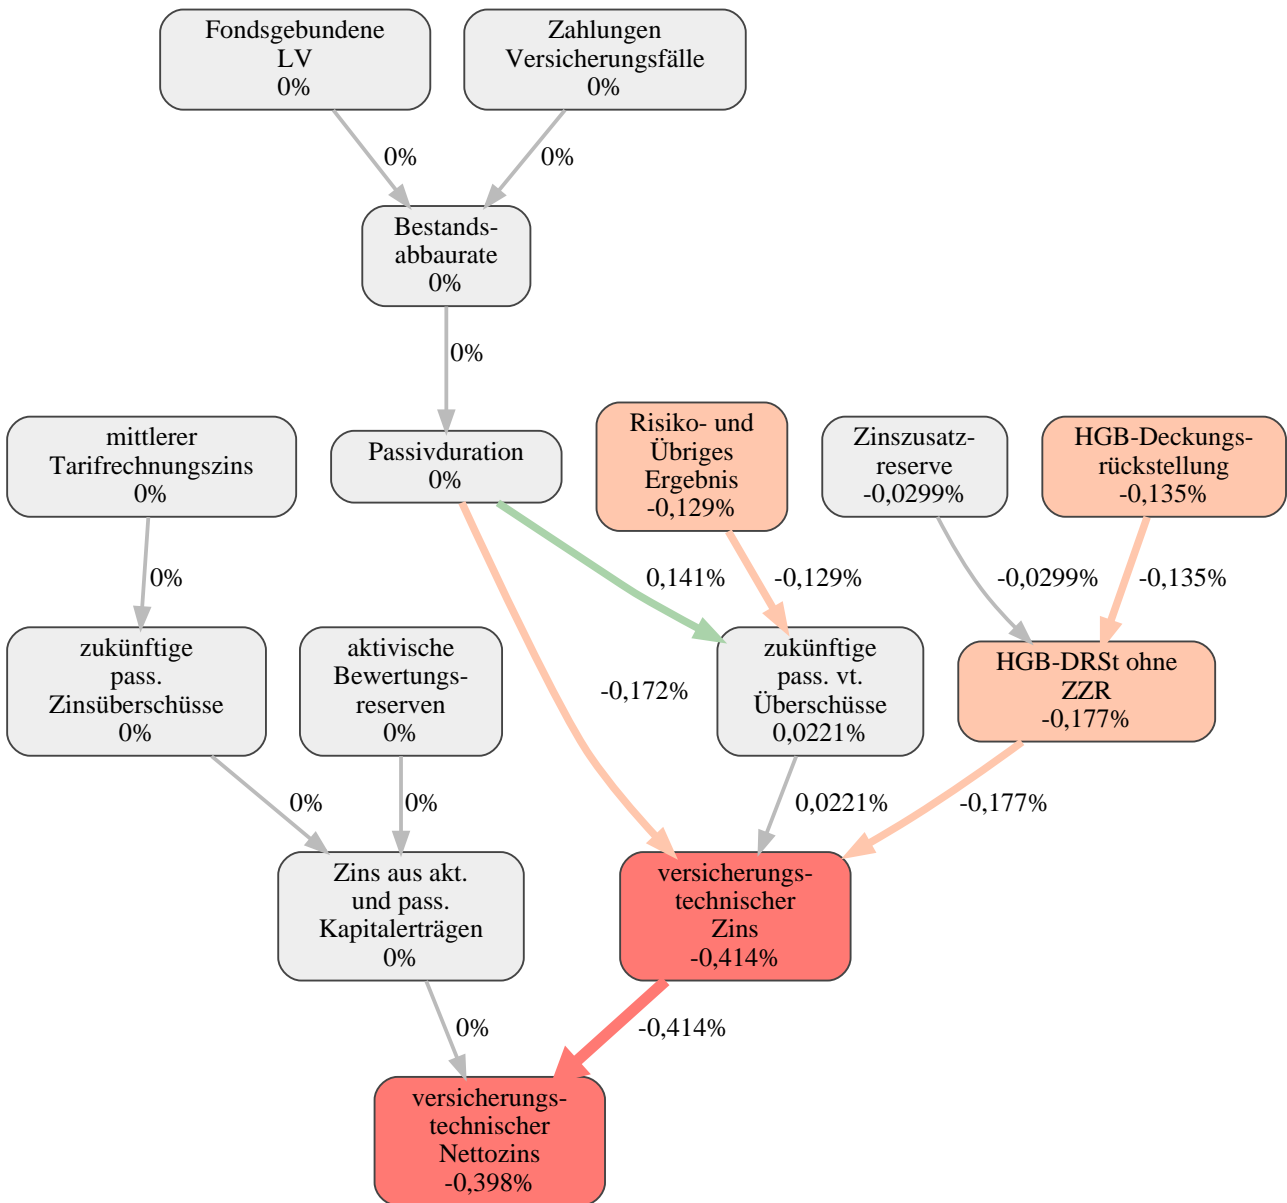 Fondsgebundene
LV
0%
Zahlungen
Versicherungsfälle
0%
0%
0%
Bestands-
abbaurate
0%
0%
mittlerer
Tarifrechnungszins
0%
Passivduration
0%
Risiko- und
Übriges
Ergebnis
-0,129%
Zinszusatz-
reserve
-0,0299%
HGB-Deckungs-
rückstellung
-0,135%
0%
0,141%
-0,129%
-0,0299%
-0,135%
zukünftige
pass.
Zinsüberschüsse
0%
aktivische
Bewertungs-
reserven
0%
-0,172%
zukünftige
pass. vt.
Überschüsse
0,0221%
HGB-DRSt ohne
ZZR
-0,177%
0%
0%
0,0221%
-0,177%
Zins aus akt.
und pass.
Kapitalerträgen
0%
versicherungs-
technischer
Zins
-0,414%
0%
-0,414%
versicherungs-
technischer
Nettozins
-0,398%